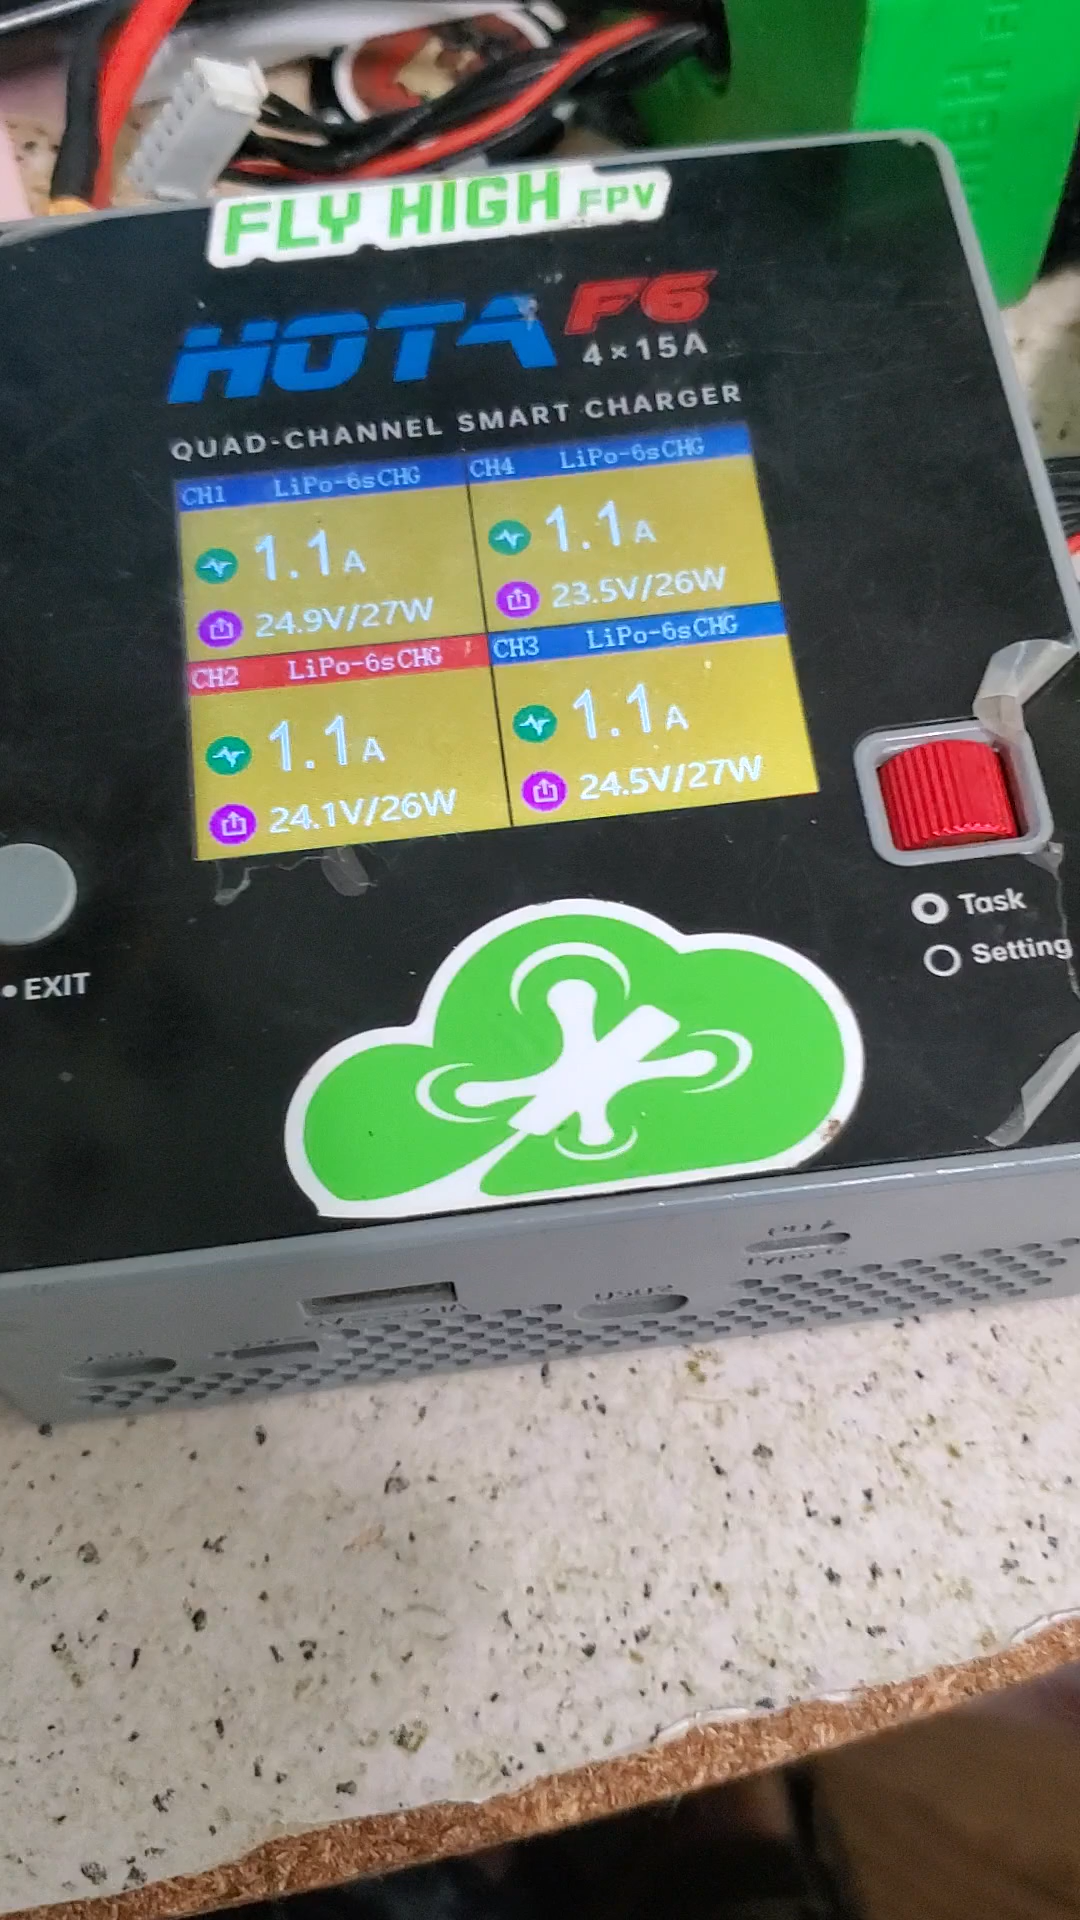 FLY HIGH FPV
HOTA F6
4×15A
QUAD-CHANNEL SMART CHARGER
CH1 LiPo-6sCHG
1.1A
24.9V/27W
CH4 LiPo-6sCHG
1.1A
23.5V/26W
CH2 LiPo-6sCHG
1.1A
24.1V/26W
CH3 LiPo-6sCHG
1.1A
24.5V/27W
Task
Setting
• EXIT